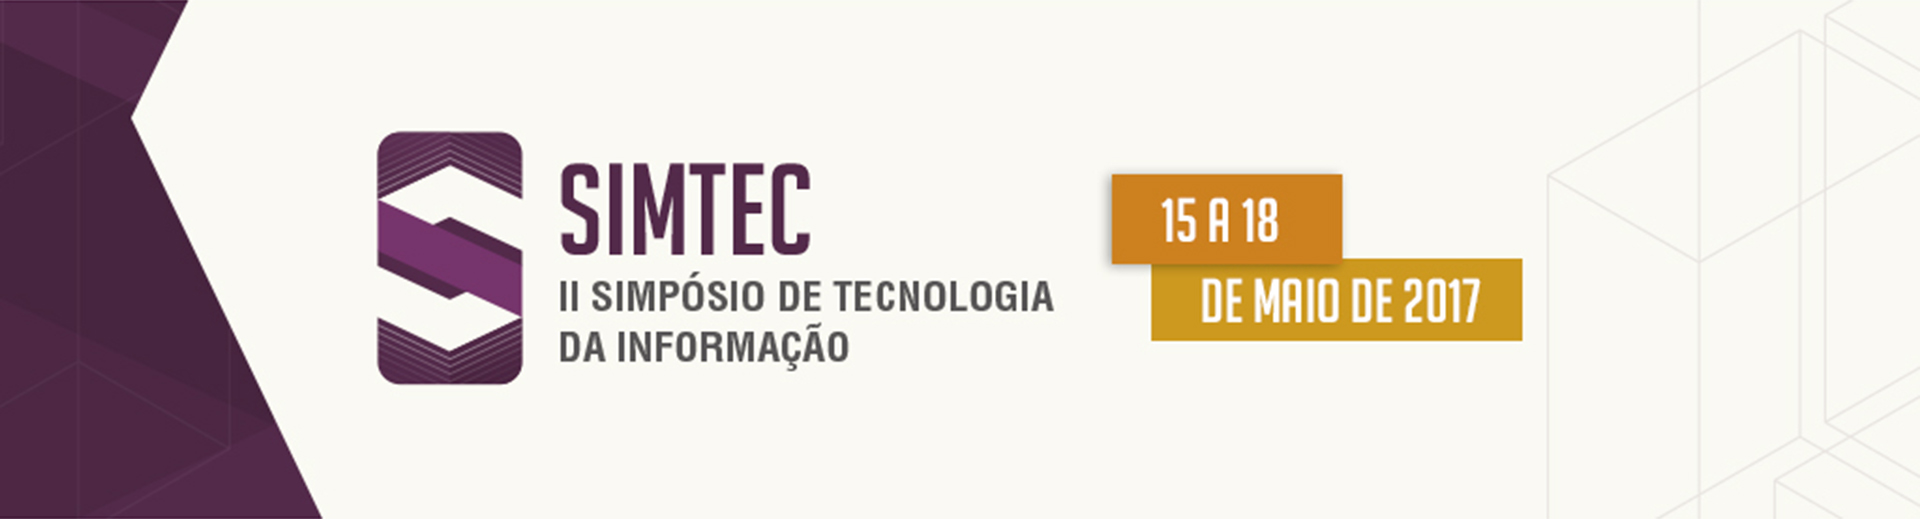 SIMTEC
II SIMPÓSIO DE TECNOLOGIA
DA INFORMAÇÃO
15 A 18
DE MAIO DE 2017